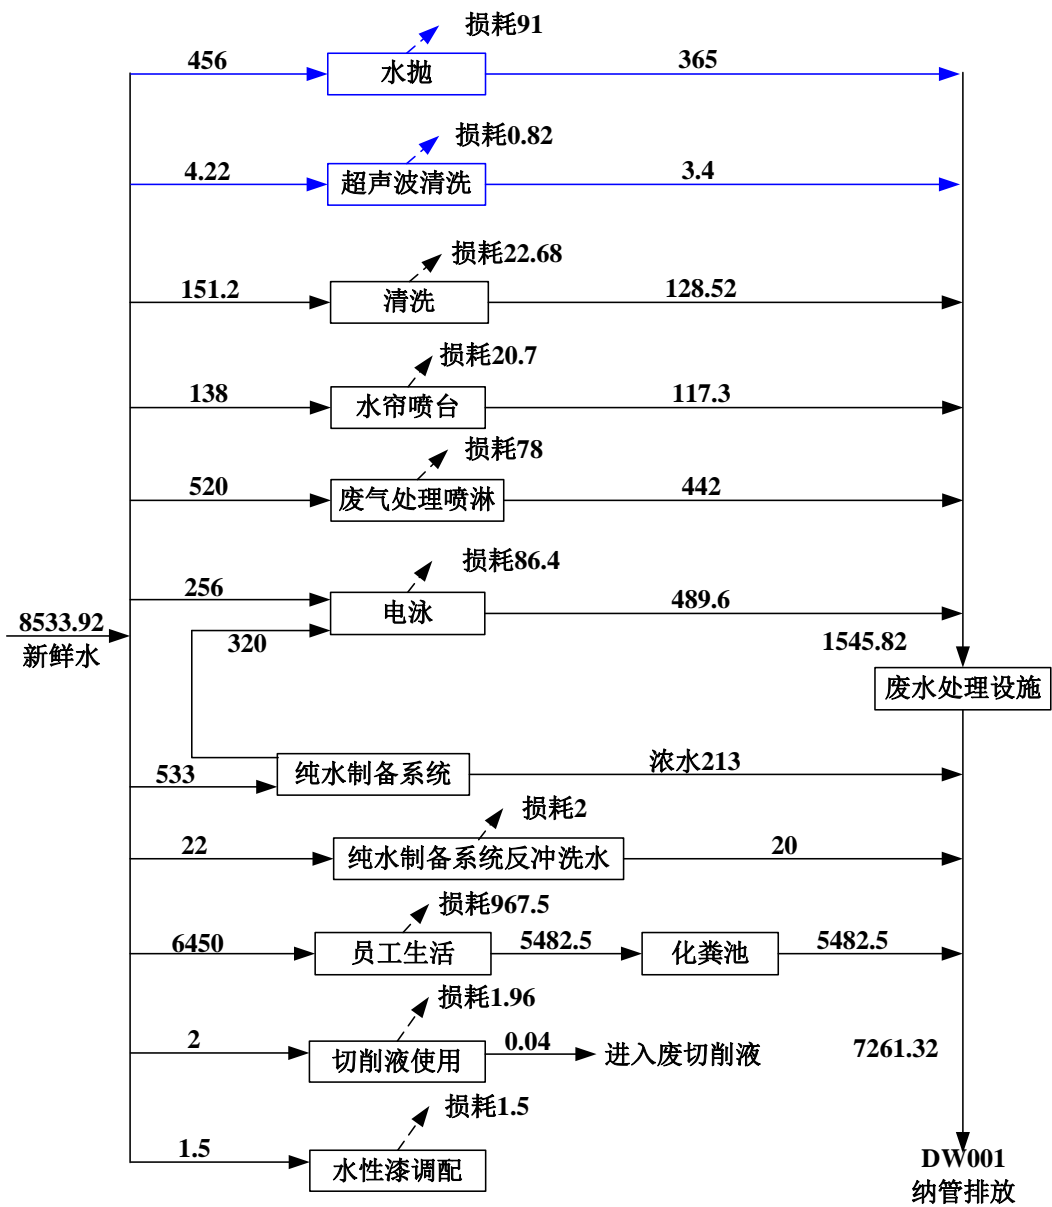 损耗91
456
水抛
365
损耗0.82
4.22
超声波清洗
3.4
损耗22.68
151.2
清洗
128.52
损耗20.7
138
水帘喷台
117.3
损耗78
520
废气处理喷淋
442
损耗86.4
256
电泳
489.6
8533.92
新鲜水
320
1545.82
废水处理设施
533
纯水制备系统
浓水213
损耗2
22
纯水制备系统反冲洗水
20
损耗967.5
6450
员工生活
5482.5
化粪池
5482.5
损耗1.96
2
切削液使用
0.04
进入废切削液
7261.32
损耗1.5
1.5
水性漆调配
DW001
纳管排放